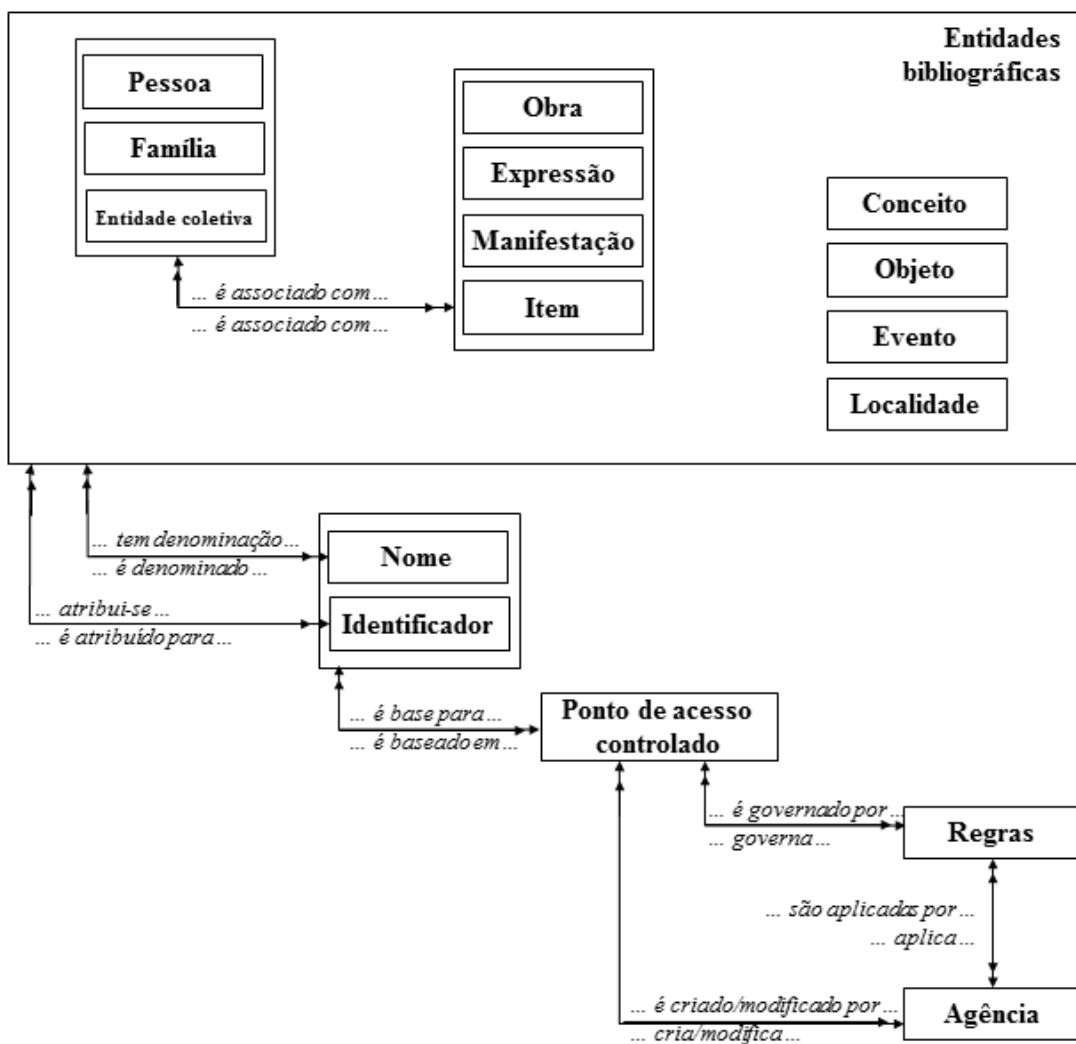 Entidades
bibliográficas
Pessoa
Família
Entidade coletiva
Obra
Expressão
Manifestação
Item
Conceito
Objeto
Evento
Localidade
... é associado com ...
... é associado com ...
... tem denominação ...
... é denominado ...
... atribui-se ...
... é atribuído para ...
Nome
Identificador
... é base para ...
... é baseado em ...
Ponto de acesso
controlado
... é governado por ...
... governa ...
Regras
... são aplicadas por ...
... aplica ...
... é criado/modificado por ...
... cria/modifica ...
Agência